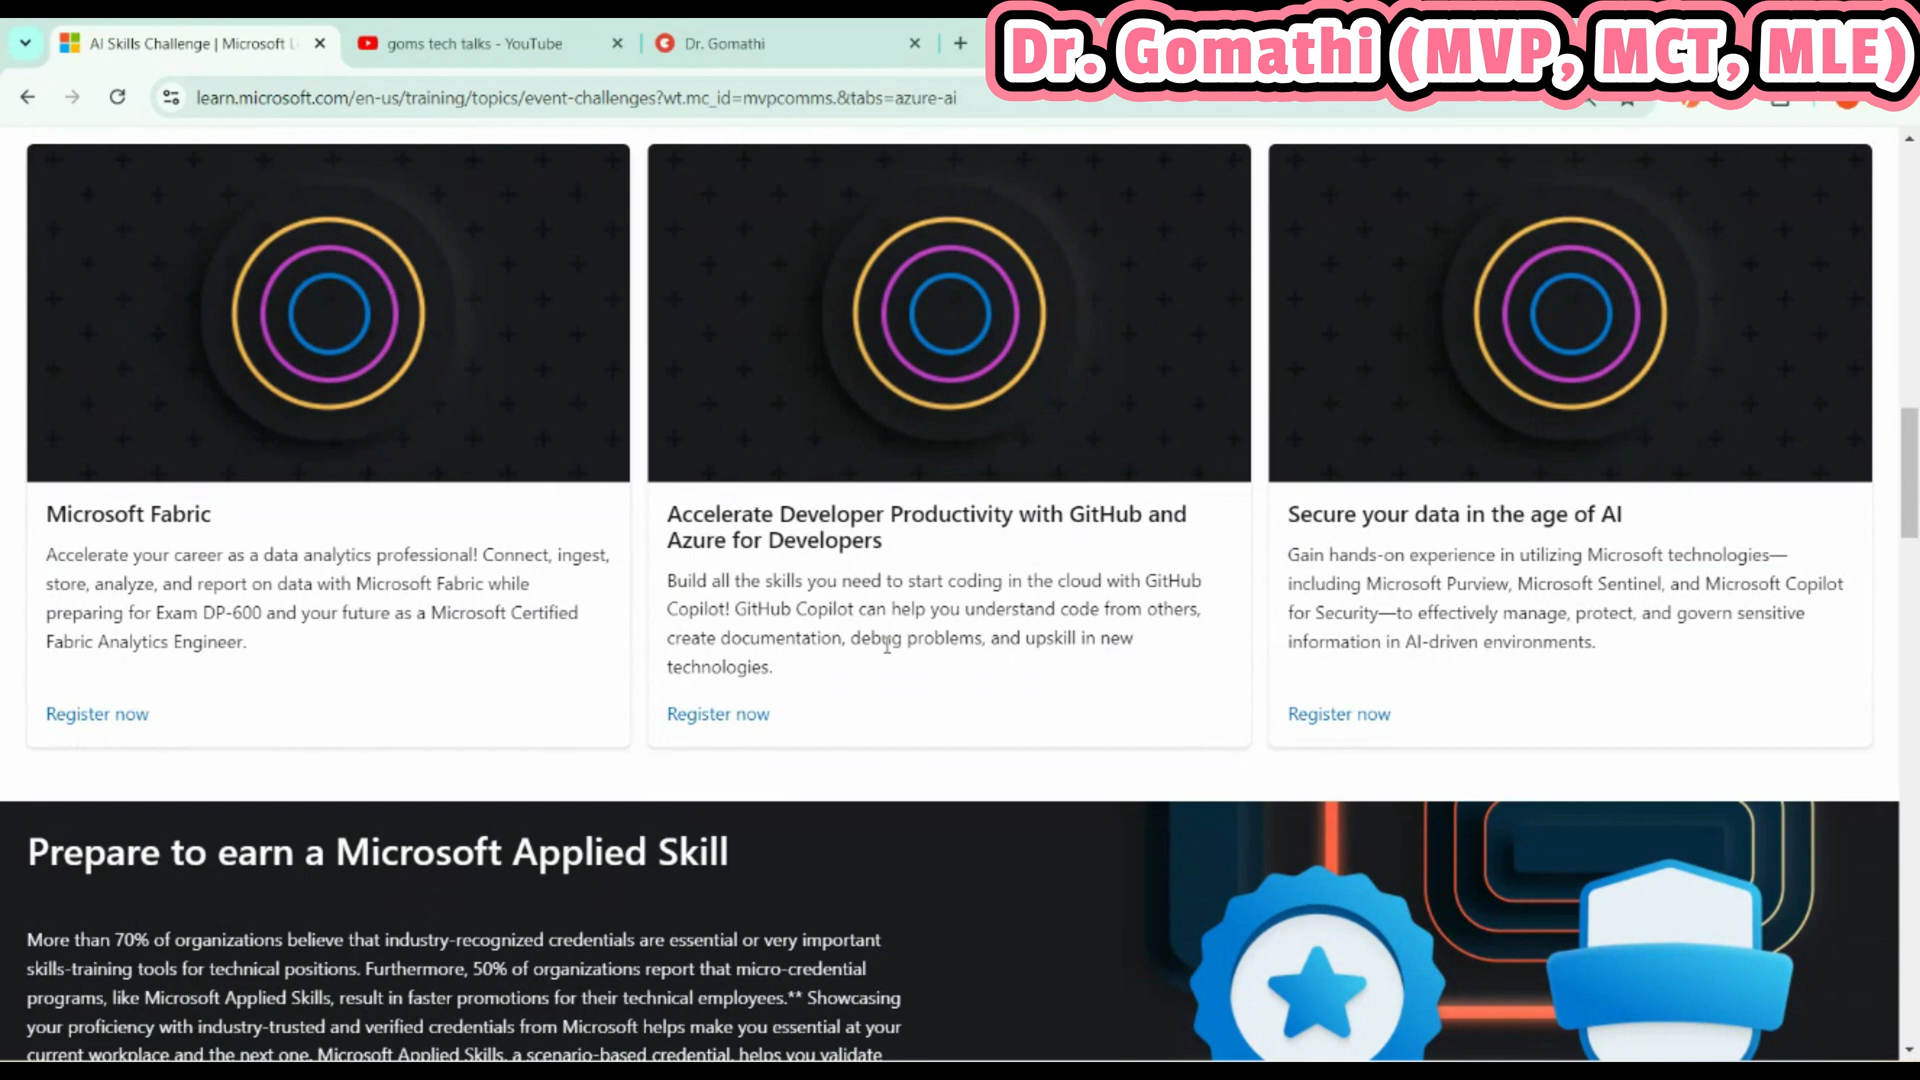 AI Skills Challenge | Microsoft L
goms tech talks - YouTube
Dr. Gomathi
Dr. Gomathi (MVP, MCT, MLE)
learn.microsoft.com/en-us/training/topics/event-challenges?wt.mc_id=mvpcomms.&tabs=azure-ai
Microsoft Fabric
Accelerate your career as a data analytics professional! Connect, ingest,
store, analyze, and report on data with Microsoft Fabric while
preparing for Exam DP-600 and your future as a Microsoft Certified
Fabric Analytics Engineer.
Register now
Accelerate Developer Productivity with GitHub and
Azure for Developers
Build all the skills you need to start coding in the cloud with GitHub
Copilot! GitHub Copilot can help you understand code from others,
create documentation, debug problems, and upskill in new
technologies.
Register now
Secure your data in the age of AI
Gain hands-on experience in utilizing Microsoft technologies—
including Microsoft Purview, Microsoft Sentinel, and Microsoft Copilot
for Security—to effectively manage, protect, and govern sensitive
information in AI-driven environments.
Register now
Prepare to earn a Microsoft Applied Skill
More than 70% of organizations believe that industry-recognized credentials are essential or very important
skills-training tools for technical positions. Furthermore, 50% of organizations report that micro-credential
programs, like Microsoft Applied Skills, result in faster promotions for their technical employees.** Showcasing
your proficiency with industry-trusted and verified credentials from Microsoft helps make you essential at your
current workplace and the next one. Microsoft Applied Skills, a scenario-based credential, helps you validate